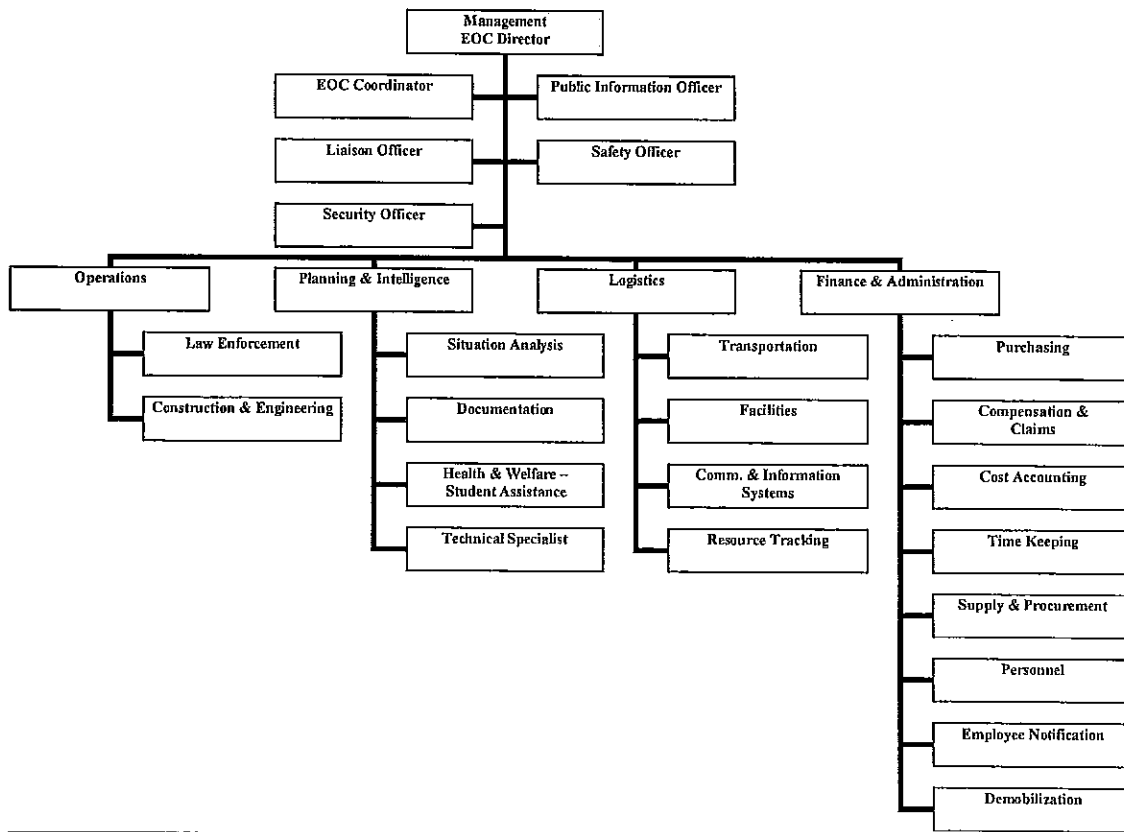 Management
EOC Director
EOC Coordinator
Public Information Officer
Liaison Officer
Safety Officer
Security Officer
Operations
Planning & Intelligence
Logistics
Finance & Administration
Law Enforcement
Situation Analysis
Transportation
Purchasing
Construction & Engineering
Documentation
Facilities
Compensation &
Claims
Health & Welfare –
Student Assistance
Comm. & Information
Systems
Cost Accounting
Technical Specialist
Resource Tracking
Time Keeping
Supply & Procurement
Personnel
Employee Notification
Demobilization